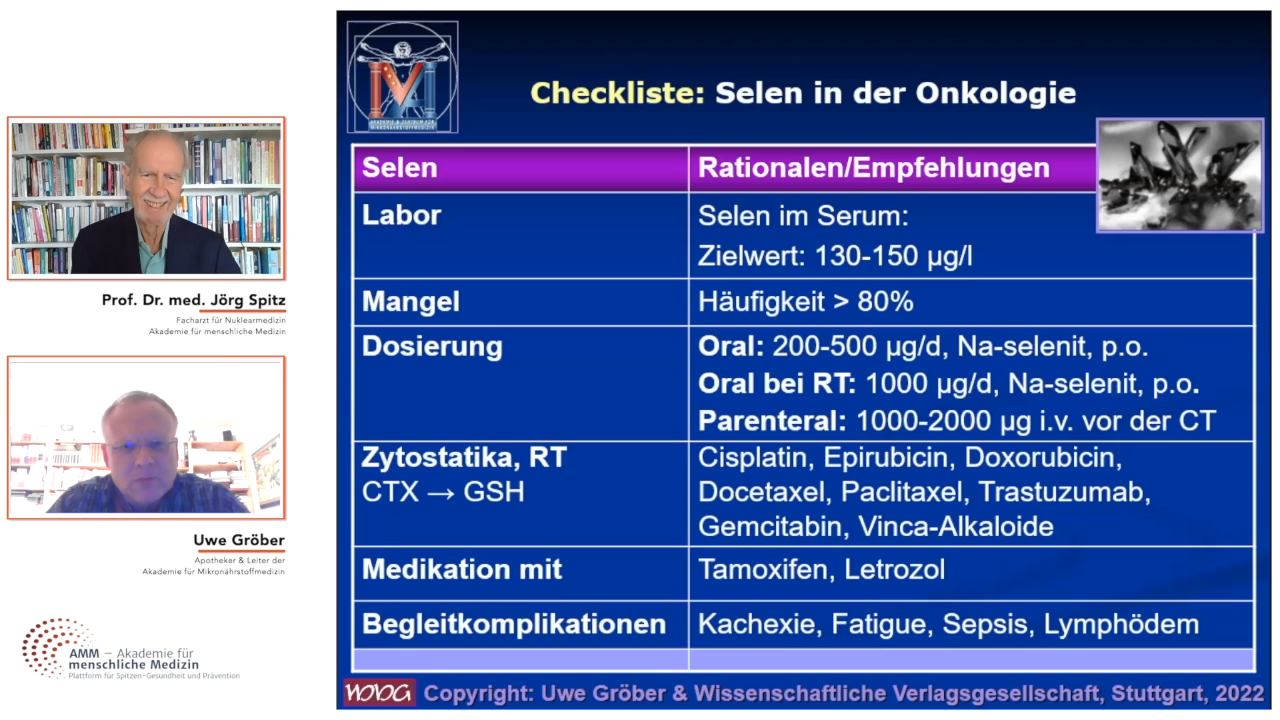 Prof. Dr. med. Jörg Spitz
Facharzt für Nuklearmedizin
Akademie für menschliche Medizin
Uwe Gröber
Apotheker & Leiter der
Akademie für Mikronährstoffmedizin
AMM – Akademie für
menschliche Medizin
Plattform für Spitzen-Gesundheit und Prävention
AKADEMIE & ZENTRUM FÜR
MIKRONÄHRSTOFFMEDIZIN
Checkliste: Selen in der Onkologie
Selen
Rationalen/Empfehlungen
Labor
Selen im Serum:
Zielwert: 130-150 µg/l
Mangel
Häufigkeit > 80%
Dosierung
Oral: 200-500 µg/d, Na-selenit, p.o.
Oral bei RT: 1000 µg/d, Na-selenit, p.o.
Parenteral: 1000-2000 µg i.v. vor der CT
Zytostatika, RT
CTX → GSH
Cisplatin, Epirubicin, Doxorubicin,
Docetaxel, Paclitaxel, Trastuzumab,
Gemcitabin, Vinca-Alkaloide
Medikation mit
Tamoxifen, Letrozol
Begleitkomplikationen
Kachexie, Fatigue, Sepsis, Lymphödem
Copyright: Uwe Gröber & Wissenschaftliche Verlagsgesellschaft, Stuttgart, 2022